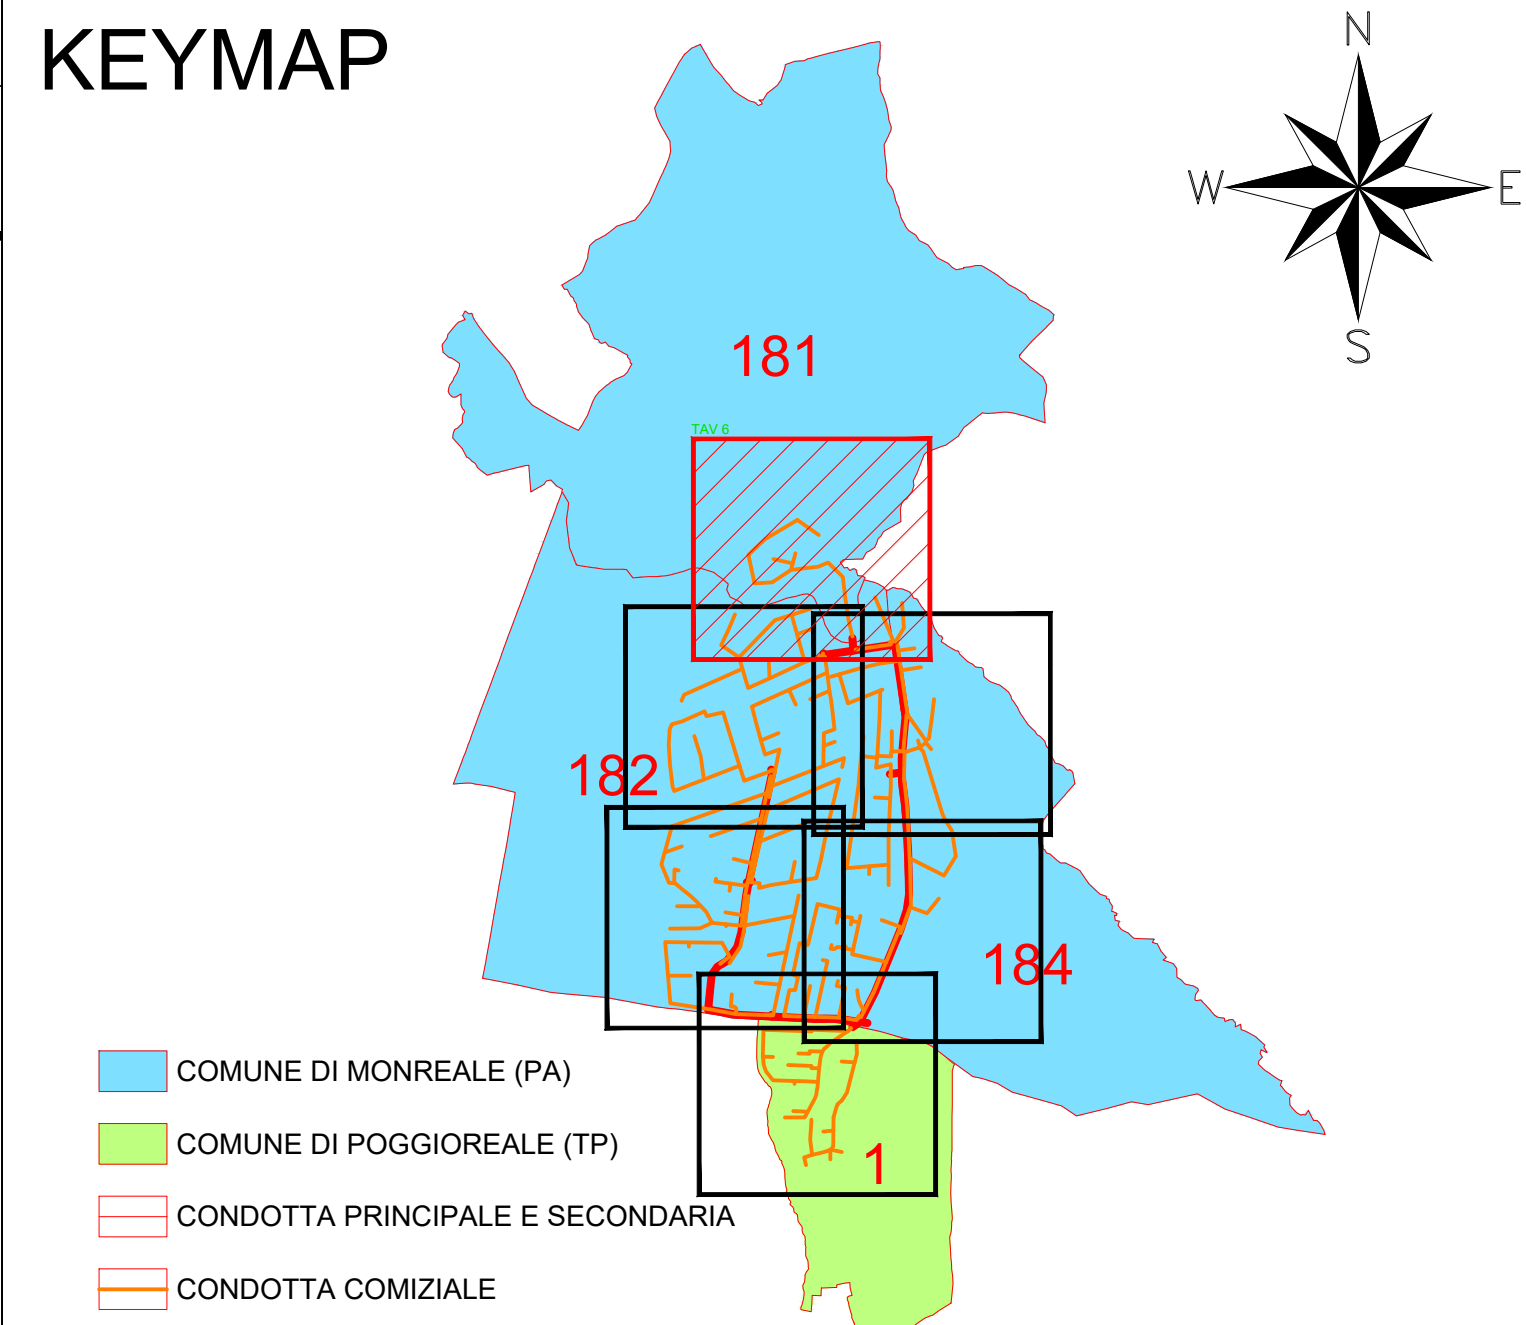 KEYMAP
N
W
E
S
181
TAV 6
182
184
1
COMUNE DI MONREALE (PA)
COMUNE DI POGGIOREALE (TP)
CONDOTTA PRINCIPALE E SECONDARIA
CONDOTTA COMIZIALE